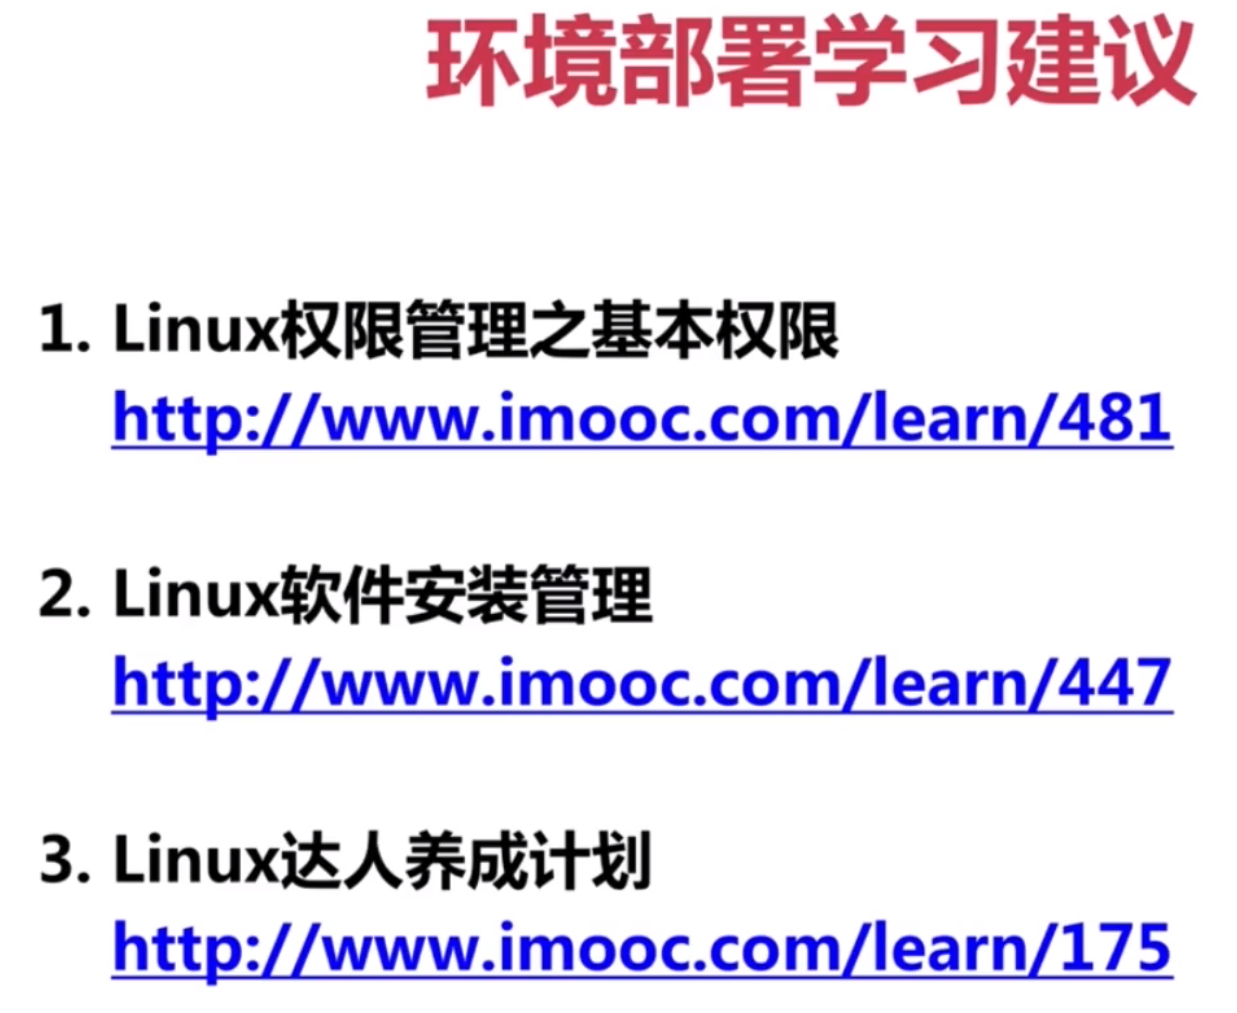 环境部署学习建议
1. Linux权限管理之基本权限
http://www.imooc.com/learn/481
2. Linux软件安装管理
http://www.imooc.com/learn/447
3. Linux达人养成计划
http://www.imooc.com/learn/175